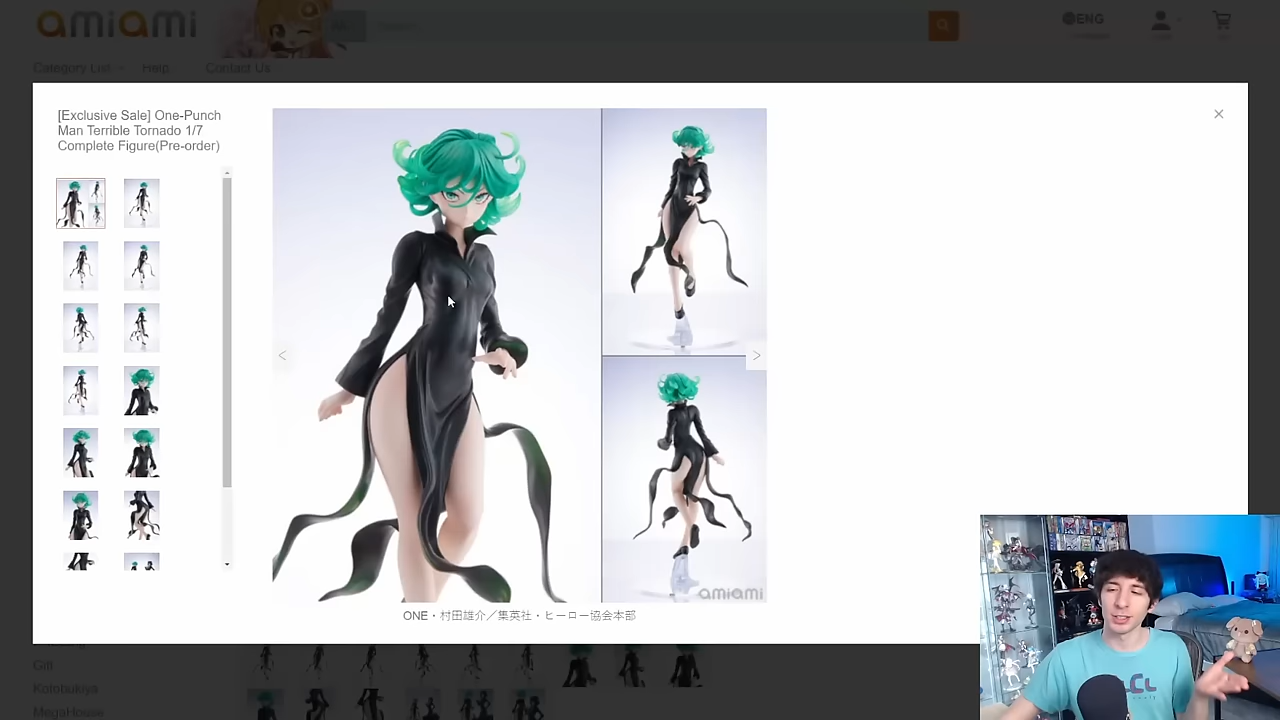 amiami
ENG
Category List
Help
Contact Us
[Exclusive Sale] One-Punch
Man Terrible Tornado 1/7
Complete Figure(Pre-order)
amiami
ONE・村田雄介／集英社・ヒーロー協会本部
Gift
Kotobukiya
MegaHouse
LCL